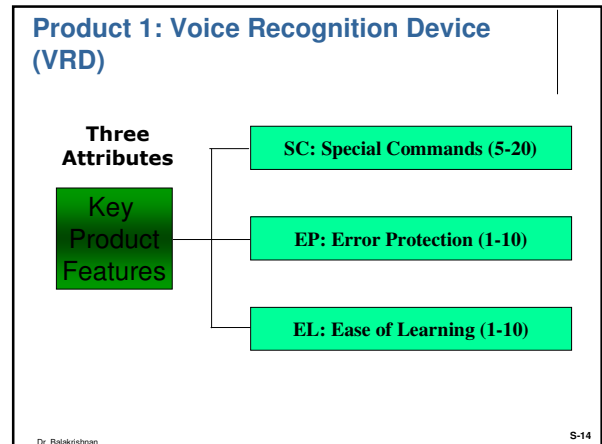 Product 1: Voice Recognition Device
(VRD)
Three
Attributes
Key
Product
Features
SC: Special Commands (5-20)
EP: Error Protection (1-10)
EL: Ease of Learning (1-10)
Dr. Balakrishnan
S-14